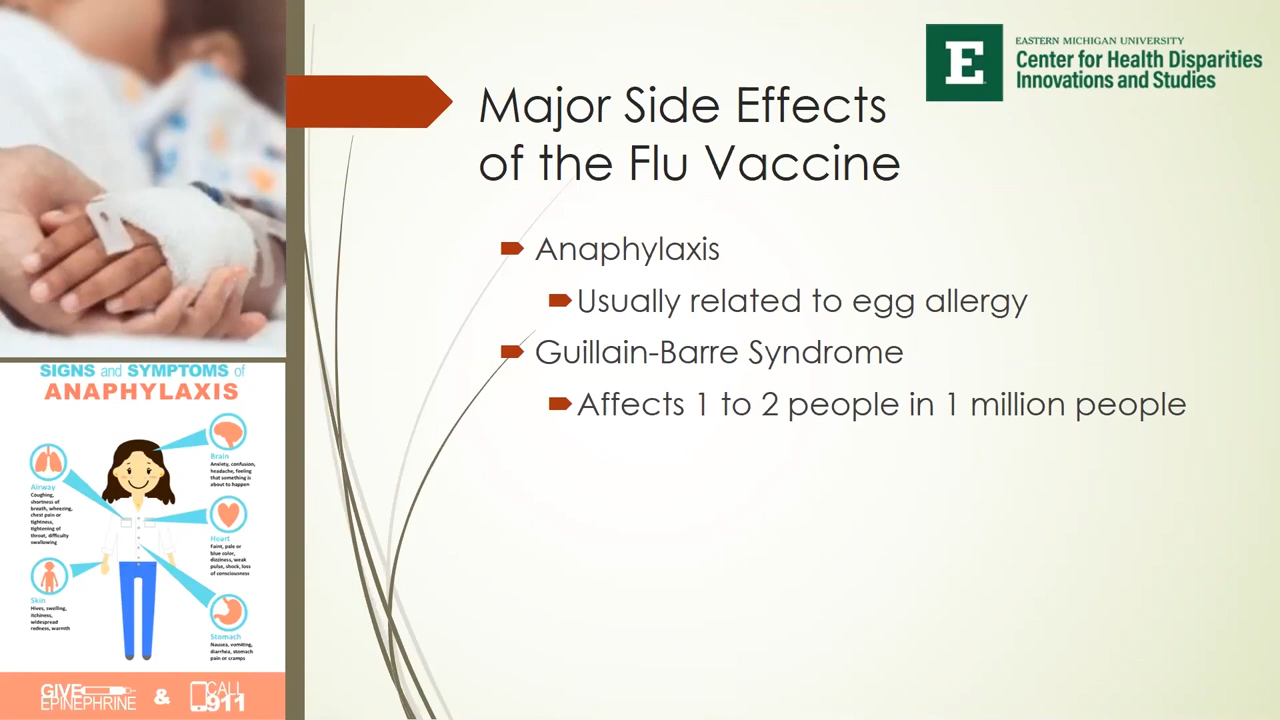 EASTERN MICHIGAN UNIVERSITY
Center for Health Disparities
Innovations and Studies
E
Major Side Effects
of the Flu Vaccine
Anaphylaxis
Usually related to egg allergy
Guillain-Barre Syndrome
Affects 1 to 2 people in 1 million people
SIGNS and SYMPTOMS of
ANAPHYLAXIS
Brain
Anxiety, confusion,
headache, feeling
that something is
about to happen
Airway
Coughing,
shortness of
breath, wheezing,
chest pain or
tightness,
tightening of
throat, difficulty
swallowing
Heart
Faint, pale or
blue color,
dizziness, weak
pulse, shock, loss
of consciousness
Skin
Hives, swelling,
itchiness,
widespread
redness, warmth
Stomach
Nausea, vomiting,
diarrhea, stomach
pain or cramps
GIVE
EPINEPHRINE
&
CALL
911